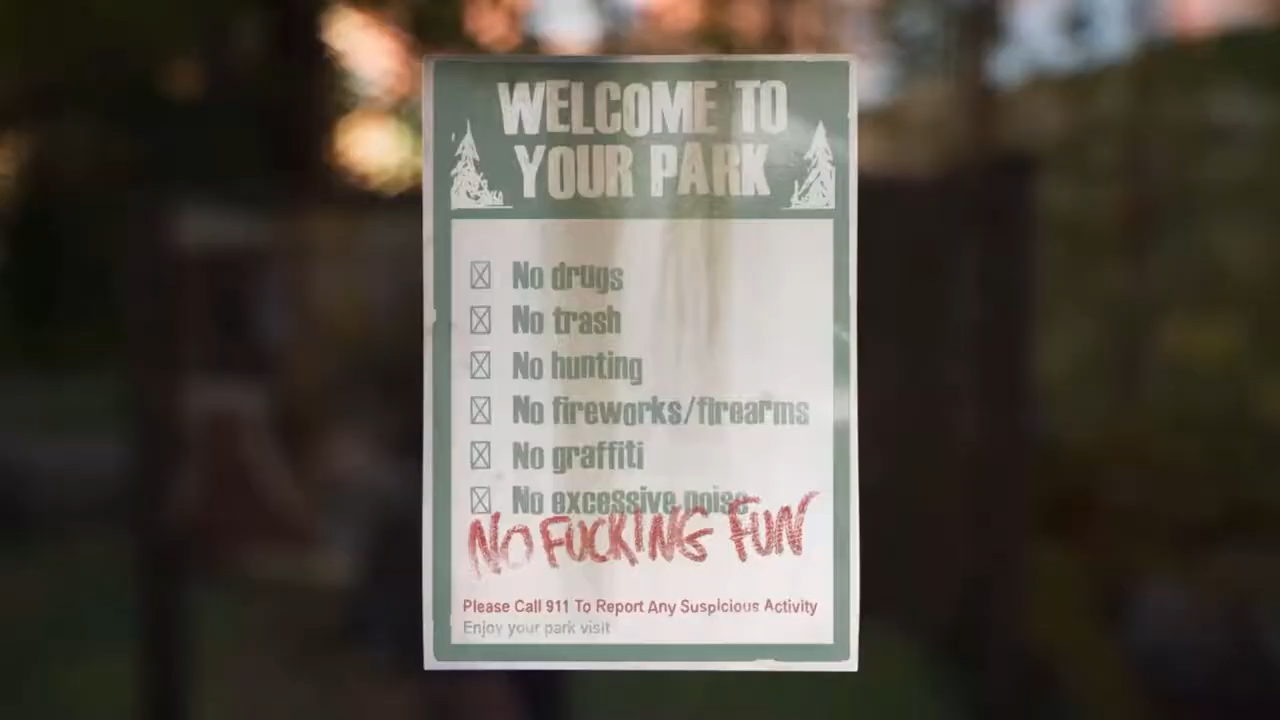 WELCOME TO
YOUR PARK
No drugs
No trash
No hunting
No fireworks/firearms
No graffiti
No excessive noise
NO FUCKING FUN
Please Call 911 To Report Any Suspicious Activity
Enjoy your park visit